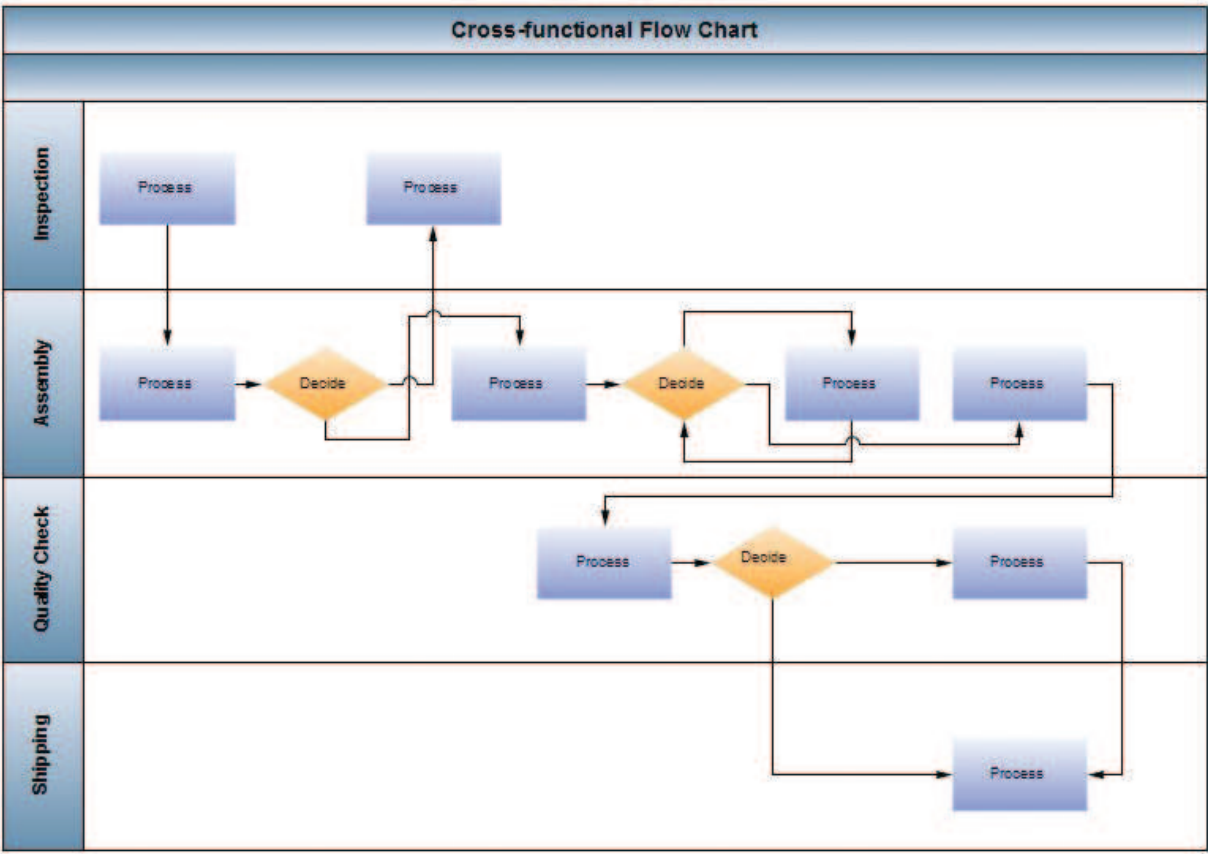 Cross-functional Flow Chart
Inspection
Process
Process
Assembly
Process
Decide
Process
Decide
Process
Process
Quality Check
Process
Decide
Process
Shipping
Process